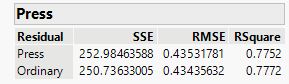 Press
Residual SSE RMSE RSquare
Press 252.98463588 0.43531781 0.7752
Ordinary 250.73633005 0.43435632 0.7772